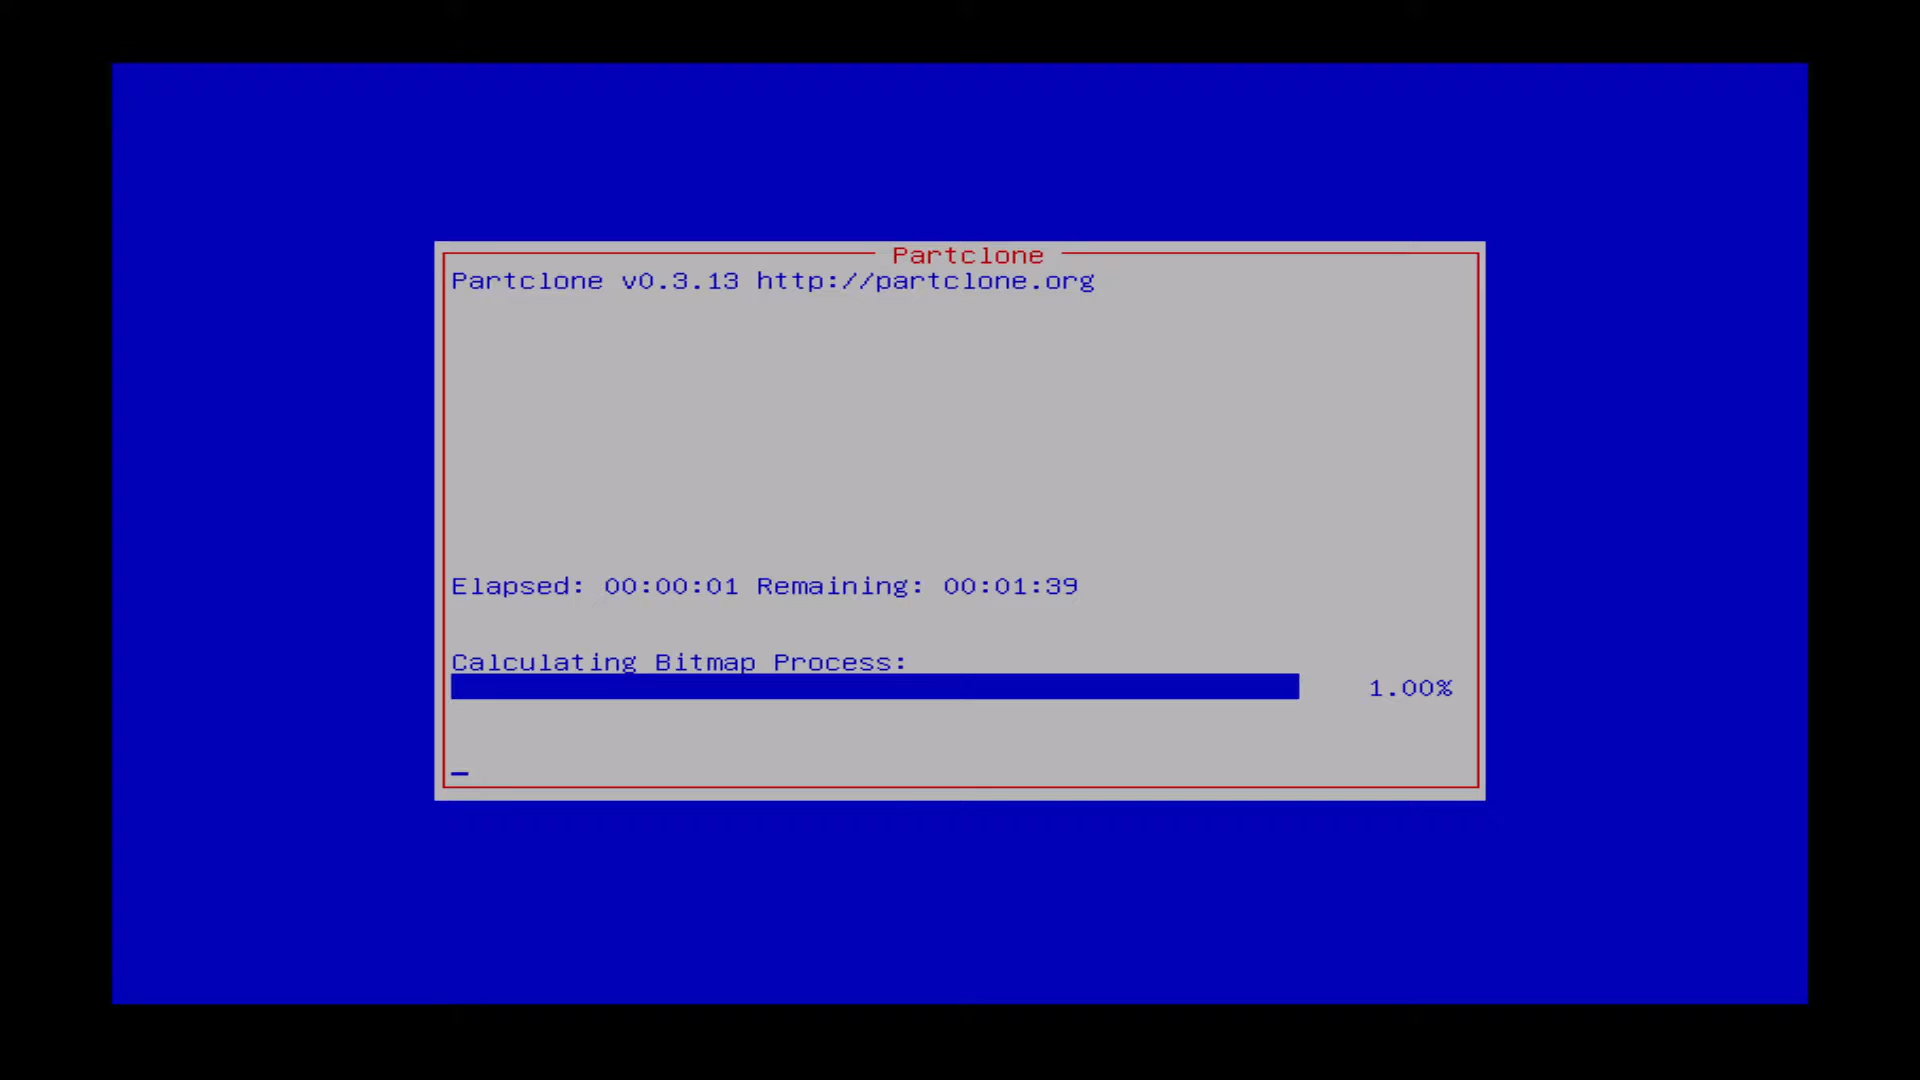 Partclone
Partclone v0.3.13 http://partclone.org
Elapsed: 00:00:01 Remaining: 00:01:39
Calculating Bitmap Process:
1.00%